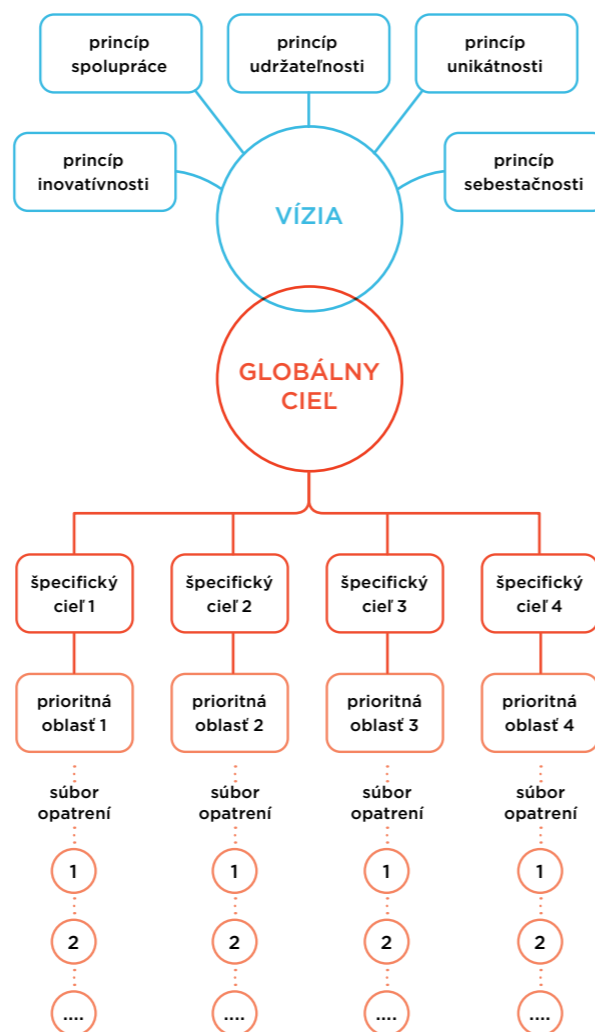 princíp
spolupráce
princíp
udržateľnosti
princíp
unikátnosti
princíp
inovatívnosti
princíp
sebestačnosti
VÍZIA
GLOBÁLNY
CIEĽ
špecifický
cieľ 1
špecifický
cieľ 2
špecifický
cieľ 3
špecifický
cieľ 4
prioritná
oblasť 1
prioritná
oblasť 2
prioritná
oblasť 3
prioritná
oblasť 4
súbor
opatrení
súbor
opatrení
súbor
opatrení
súbor
opatrení
1
1
1
1
2
2
2
2
....
....
....
....